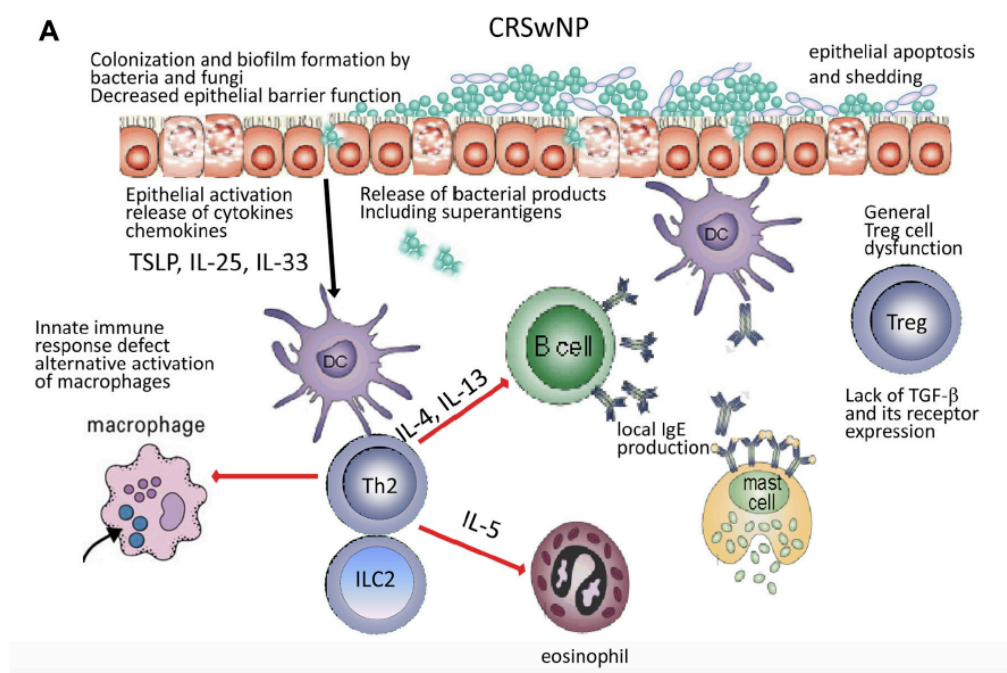 A
CRSwNP
Colonization and biofilm formation by
bacteria and fungi
Decreased epithelial barrier function
epithelial apoptosis
and shedding
Epithelial activation
release of cytokines
chemokines
TSLP, IL-25, IL-33
Release of bacterial products
Including superantigens
DC
General
Treg cell
dysfunction
Treg
Lack of TGF-β
and its receptor
expression
Innate immune
response defect
alternative activation
of macrophages
macrophage
DC
IL-4, IL-13
B cell
local IgE
production
mast
cell
Th2
IL-5
ILC2
eosinophil